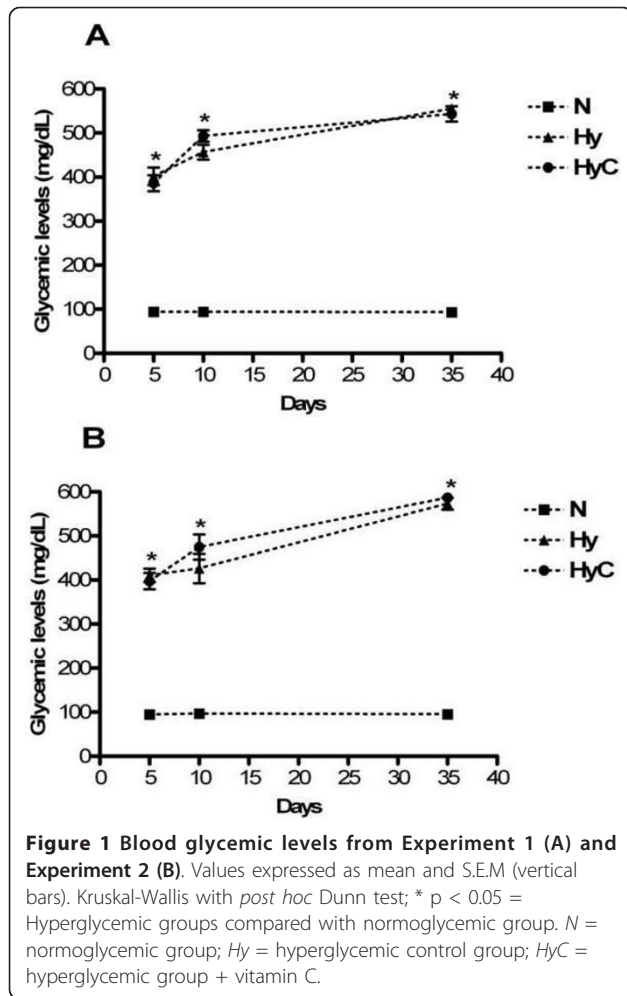 A
600
500
400
300
200
100
0
Glycemic levels (mg/dL)
*
*
*
0 5 10 15 20 25 30 35 40
Days
N
Hy
HyC
B
600
500
400
300
200
100
0
Glycemic levels (mg/dL)
*
*
*
0 5 10 15 20 25 30 35 40
Days
N
Hy
HyC
Figure 1 Blood glycemic levels from Experiment 1 (A) and
Experiment 2 (B). Values expressed as mean and S.E.M (vertical
bars). Kruskal-Wallis with post hoc Dunn test; * p < 0.05 =
Hyperglycemic groups compared with normoglycemic group. N =
normoglycemic group; Hy = hyperglycemic control group; HyC =
hyperglycemic group + vitamin C.